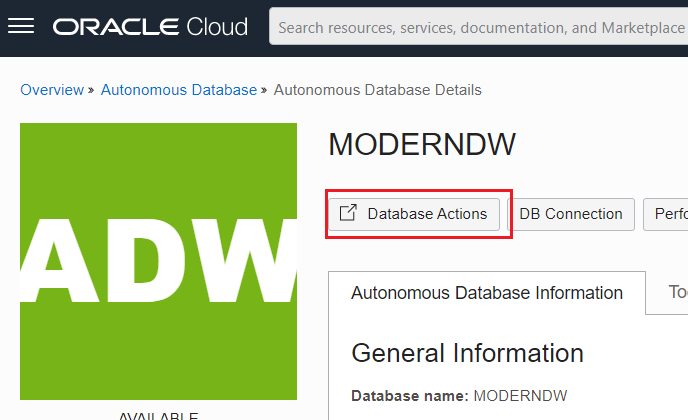 ORACLE Cloud
Search resources, services, documentation, and Marketplace
Overview » Autonomous Database » Autonomous Database Details
ADW
AVAILABLE
MODERNDW
Database Actions
DB Connection
Perfo
Autonomous Database Information
To
General Information
Database name: MODERNDW